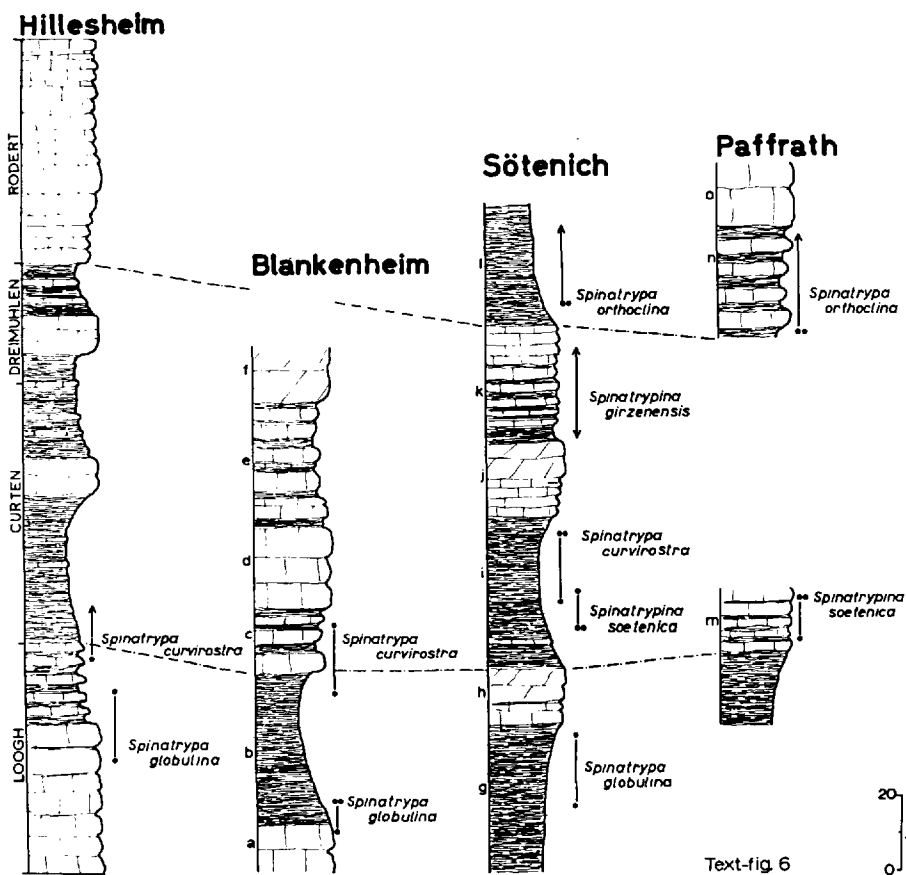 Hillesheim
RODERT
DREIMÜHLEN
CURTEN
LOOGH
Spinatrypa
curvirostra
Spinatrypa
globulina
Blankenheim
f
e
d
c
b
a
Spinatrypa
curvirostra
Spinatrypa
globulina
Sötenich
l
k
j
i
h
g
Spinatrypa
orthoclina
Spinatrypina
girzenensis
Spinatrypa
curvirostra
Spinatrypina
soetenica
Spinatrypa
globulina
Paffrath
o
n
m
Spinatrypa
orthoclina
Spinatrypina
soetenica
20
0
Text-fig. 6